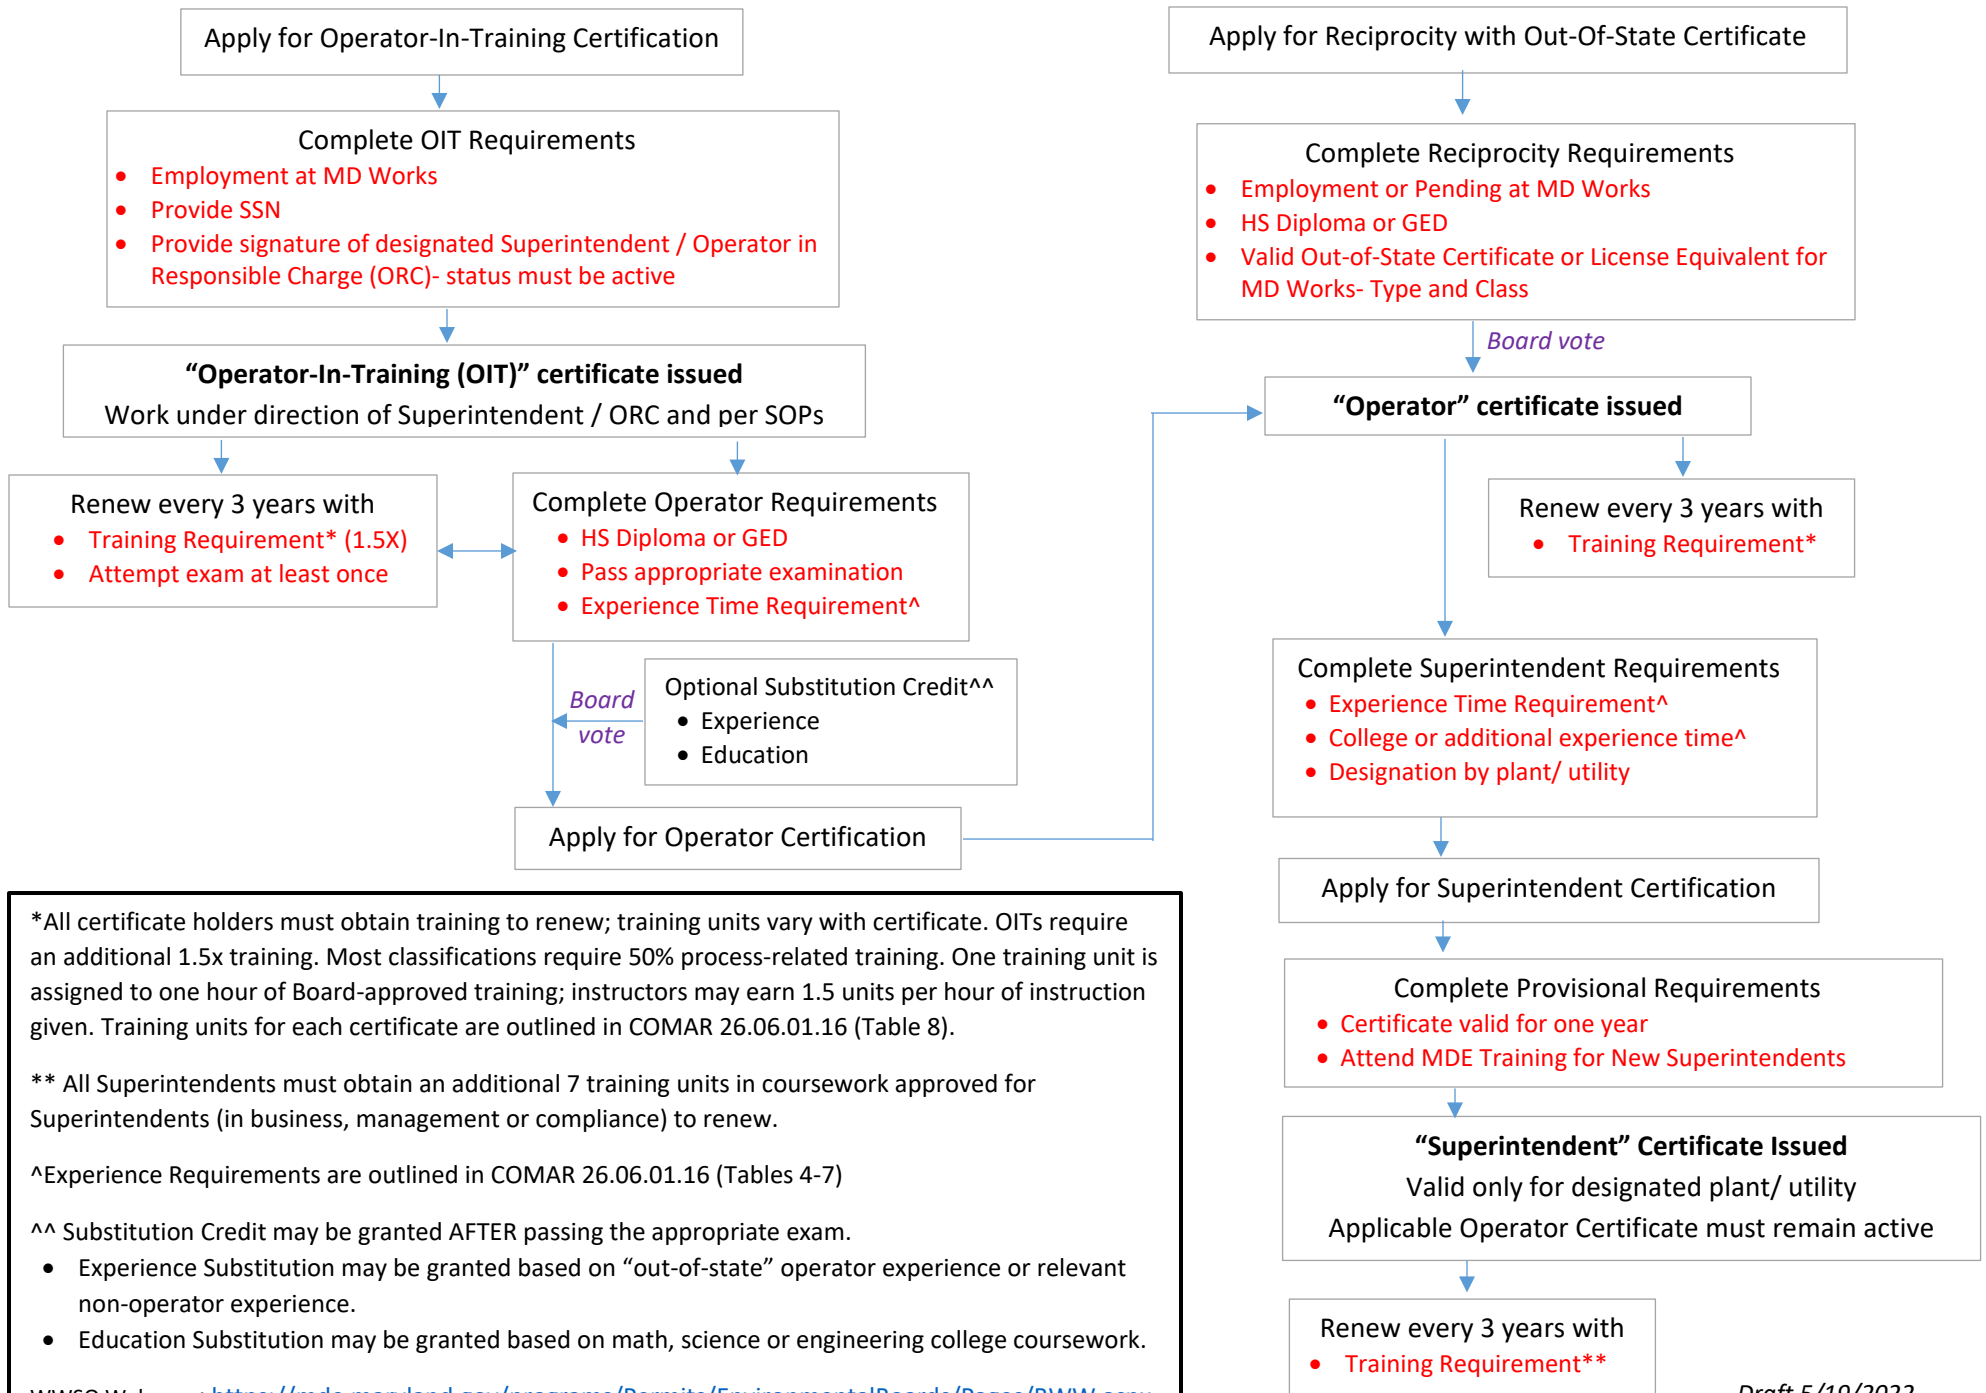 Apply for Operator-In-Training Certification
Complete OIT Requirements
• Employment at MD Works
• Provide SSN
• Provide signature of designated Superintendent / Operator in
Responsible Charge (ORC)- status must be active
“Operator-In-Training (OIT)” certificate issued
Work under direction of Superintendent / ORC and per SOPs
Renew every 3 years with
• Training Requirement* (1.5X)
• Attempt exam at least once
Complete Operator Requirements
• HS Diploma or GED
• Pass appropriate examination
• Experience Time Requirement^
Board
vote
Optional Substitution Credit^^
• Experience
• Education
Apply for Operator Certification
Apply for Reciprocity with Out-Of-State Certificate
Complete Reciprocity Requirements
• Employment or Pending at MD Works
• HS Diploma or GED
• Valid Out-of-State Certificate or License Equivalent for
MD Works- Type and Class
Board vote
“Operator” certificate issued
Renew every 3 years with
• Training Requirement*
Complete Superintendent Requirements
• Experience Time Requirement^
• College or additional experience time^
• Designation by plant/ utility
Apply for Superintendent Certification
Complete Provisional Requirements
• Certificate valid for one year
• Attend MDE Training for New Superintendents
“Superintendent” Certificate Issued
Valid only for designated plant/ utility
Applicable Operator Certificate must remain active
Renew every 3 years with
• Training Requirement**
*All certificate holders must obtain training to renew; training units vary with certificate. OITs require
an additional 1.5x training. Most classifications require 50% process-related training. One training unit is
assigned to one hour of Board-approved training; instructors may earn 1.5 units per hour of instruction
given. Training units for each certificate are outlined in COMAR 26.06.01.16 (Table 8).
** All Superintendents must obtain an additional 7 training units in coursework approved for
Superintendents (in business, management or compliance) to renew.
^Experience Requirements are outlined in COMAR 26.06.01.16 (Tables 4-7)
^^ Substitution Credit may be granted AFTER passing the appropriate exam.
• Experience Substitution may be granted based on “out-of-state” operator experience or relevant
non-operator experience.
• Education Substitution may be granted based on math, science or engineering college coursework.
https://mde.maryland.gov/programs/Permits/EnvironmentalBoards/Pages/BWW.aspx
Draft 5/19/2023